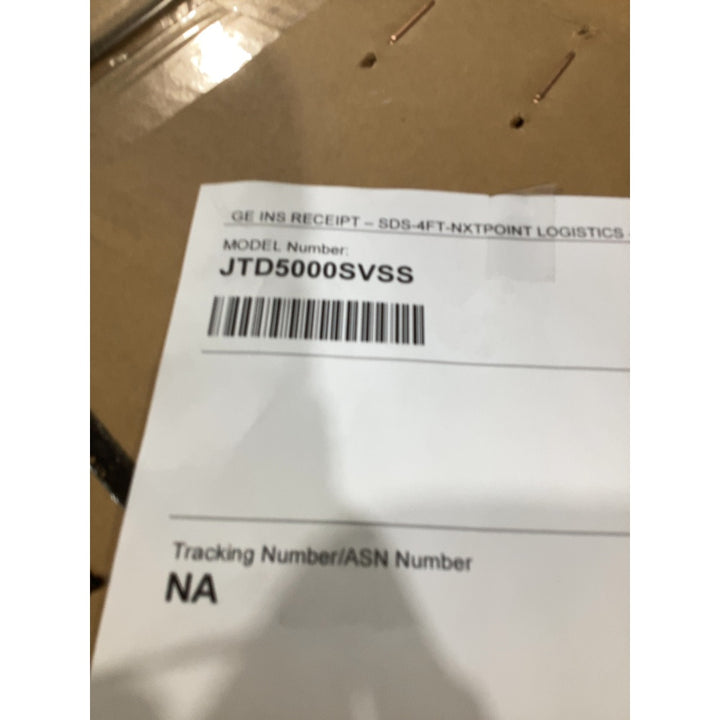 GE INS RECEIPT – SDS-4FT-NXTPOINT LOGISTICS -
MODEL Number:
JTD5000SVSS
Tracking Number/ASN Number
NA